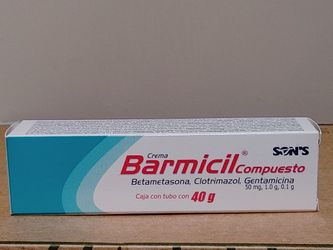 SON'S
Crema
Barmicil® Compuesto
Betametasona, Clotrimazol, Gentamicina
50 mg, 1.0 g, 0.1 g
Caja con tubo con 40 g